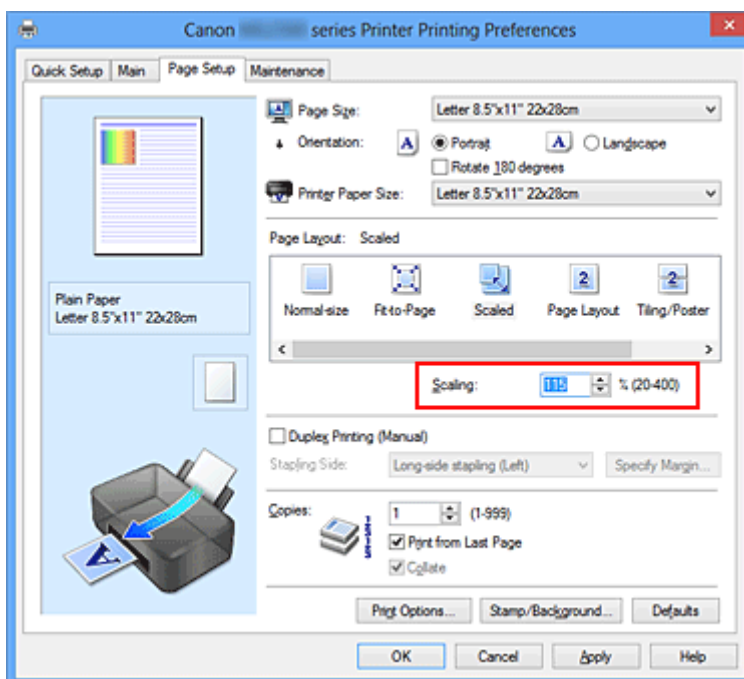 Canon series Printer Printing Preferences
Quick Setup Main Page Setup Maintenance
Page Size: Letter 8.5"x11" 22x28cm
Orientation: A Portrait A Landscape
Rotate 180 degrees
Printer Paper Size: Letter 8.5"x11" 22x28cm
Page Layout: Scaled
Normal-size Fit-to-Page Scaled Page Layout Tiling/Poster
Plain Paper
Letter 8.5"x11" 22x28cm
Scaling: 115 % (20-400)
Duplex Printing (Manual)
Stapling Side: Long-side stapling (Left) Specify Margin...
Copies: 1 (1-999)
Print from Last Page
Collate
Print Options... Stamp/Background... Defaults
OK Cancel Apply Help